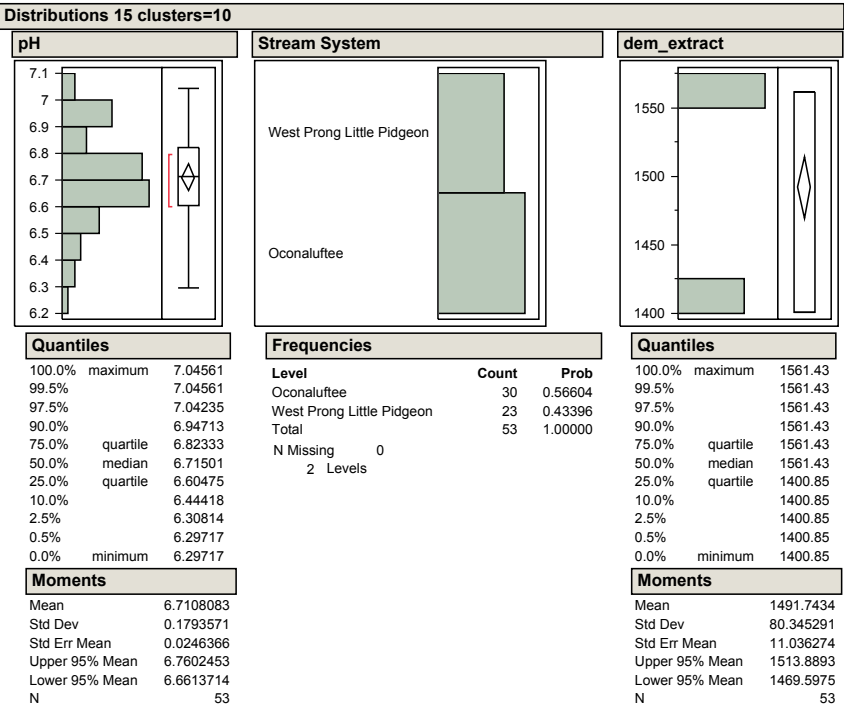 Distributions 15 clusters=10
pH
7.1
7
6.9
6.8
6.7
6.6
6.5
6.4
6.3
6.2
Quantiles
100.0% maximum 7.04561
99.5% 7.04561
97.5% 7.04235
90.0% 6.94713
75.0% quartile 6.82333
50.0% median 6.71501
25.0% quartile 6.60475
10.0% 6.44418
2.5% 6.30814
0.5% 6.29717
0.0% minimum 6.29717
Moments
Mean 6.7108083
Std Dev 0.1793571
Std Err Mean 0.0246366
Upper 95% Mean 6.7602453
Lower 95% Mean 6.6613714
N 53
Stream System
West Prong Little Pidgeon
Oconaluftee
Frequencies
Level Count Prob
Oconaluftee 30 0.56604
West Prong Little Pidgeon 23 0.43396
Total 53 1.00000
N Missing 0
2 Levels
dem_extract
1550
1500
1450
1400
Quantiles
100.0% maximum 1561.43
99.5% 1561.43
97.5% 1561.43
90.0% 1561.43
75.0% quartile 1561.43
50.0% median 1561.43
25.0% quartile 1400.85
10.0% 1400.85
2.5% 1400.85
0.5% 1400.85
0.0% minimum 1400.85
Moments
Mean 1491.7434
Std Dev 80.345291
Std Err Mean 11.036274
Upper 95% Mean 1513.8893
Lower 95% Mean 1469.5975
N 53